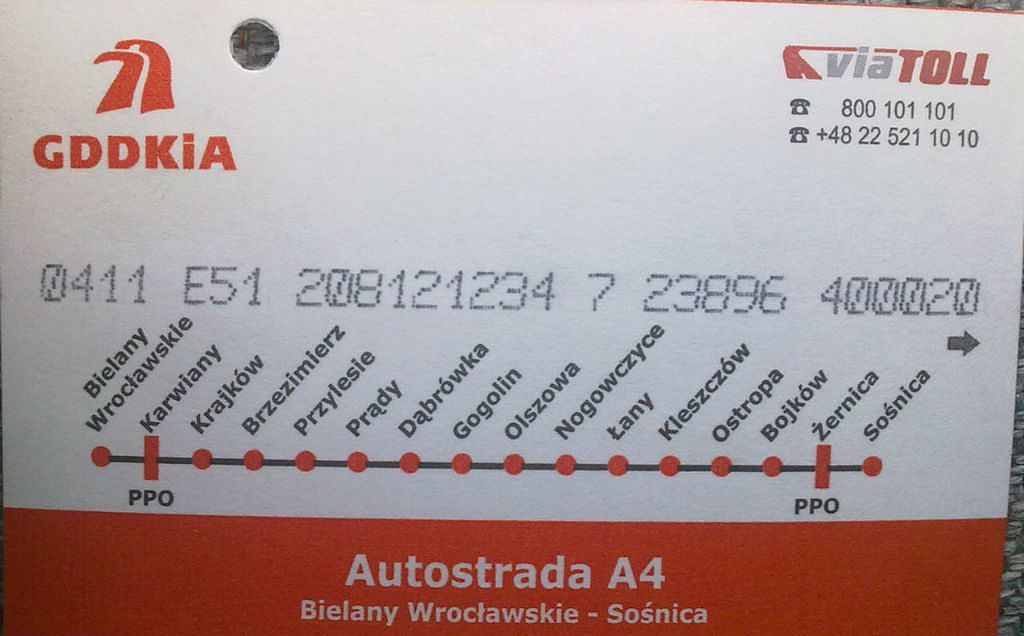 GDDKiA
viaTOLL
☎ 800 101 101
☎ +48 22 521 10 10
0411 E51 208121234 7 23896 400020
Bielany
Wrocławskie
Karwiany
Krajków
Brzezimierz
Przylesie
Prądy
Dąbrówka
Gogolin
Olszowa
Nogowczyce
Łany
Kleszczów
Ostropa
Bojków
Żernica
Sośnica
PPO
PPO
Autostrada A4
Bielany Wrocławskie - Sośnica